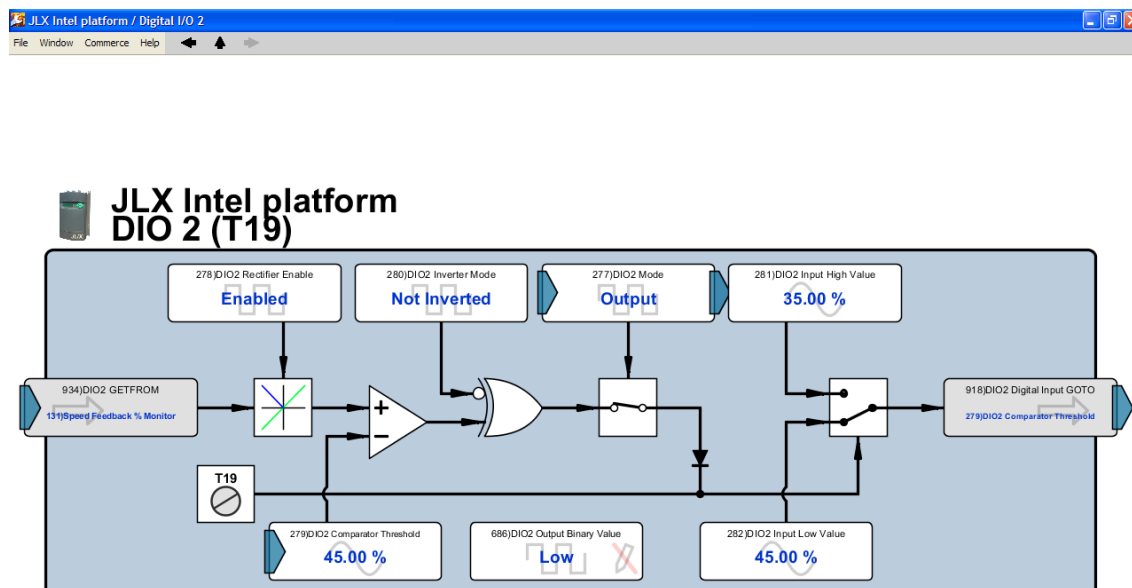 JLX Intel platform / Digital I/O 2
File Window Commerce Help
JLX Intel platform
DIO 2 (T19)
278)DIO2 Rectifier Enable
Enabled
280)DIO2 Inverter Mode
Not Inverted
277)DIO2 Mode
Output
281)DIO2 Input High Value
35.00 %
934)DIO2 GETFROM
131)Speed Feedback % Monitor
918)DIO2 Digital Input GOTO
279)DIO2 Comparator Threshold
T19
279)DIO2 Comparator Threshold
45.00 %
686)DIO2 Output Binary Value
Low
282)DIO2 Input Low Value
45.00 %